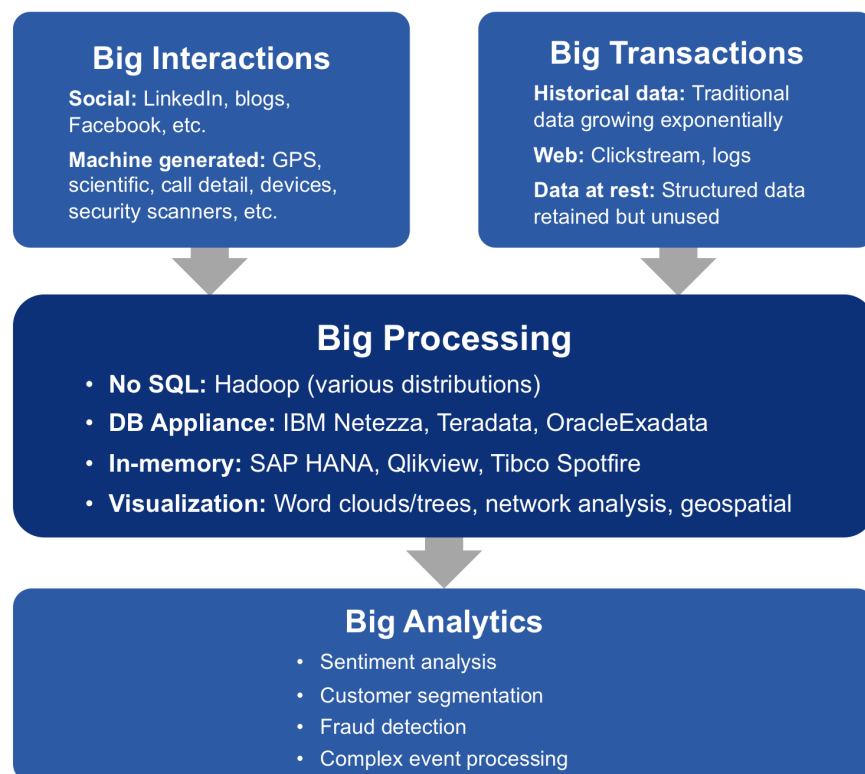 Big Interactions
Social: LinkedIn, blogs,
Facebook, etc.
Machine generated: GPS,
scientific, call detail, devices,
security scanners, etc.
Big Transactions
Historical data: Traditional
data growing exponentially
Web: Clickstream, logs
Data at rest: Structured data
retained but unused
Big Processing
• No SQL: Hadoop (various distributions)
• DB Appliance: IBM Netezza, Teradata, OracleExadata
• In-memory: SAP HANA, Qlikview, Tibco Spotfire
• Visualization: Word clouds/trees, network analysis, geospatial
Big Analytics
• Sentiment analysis
• Customer segmentation
• Fraud detection
• Complex event processing